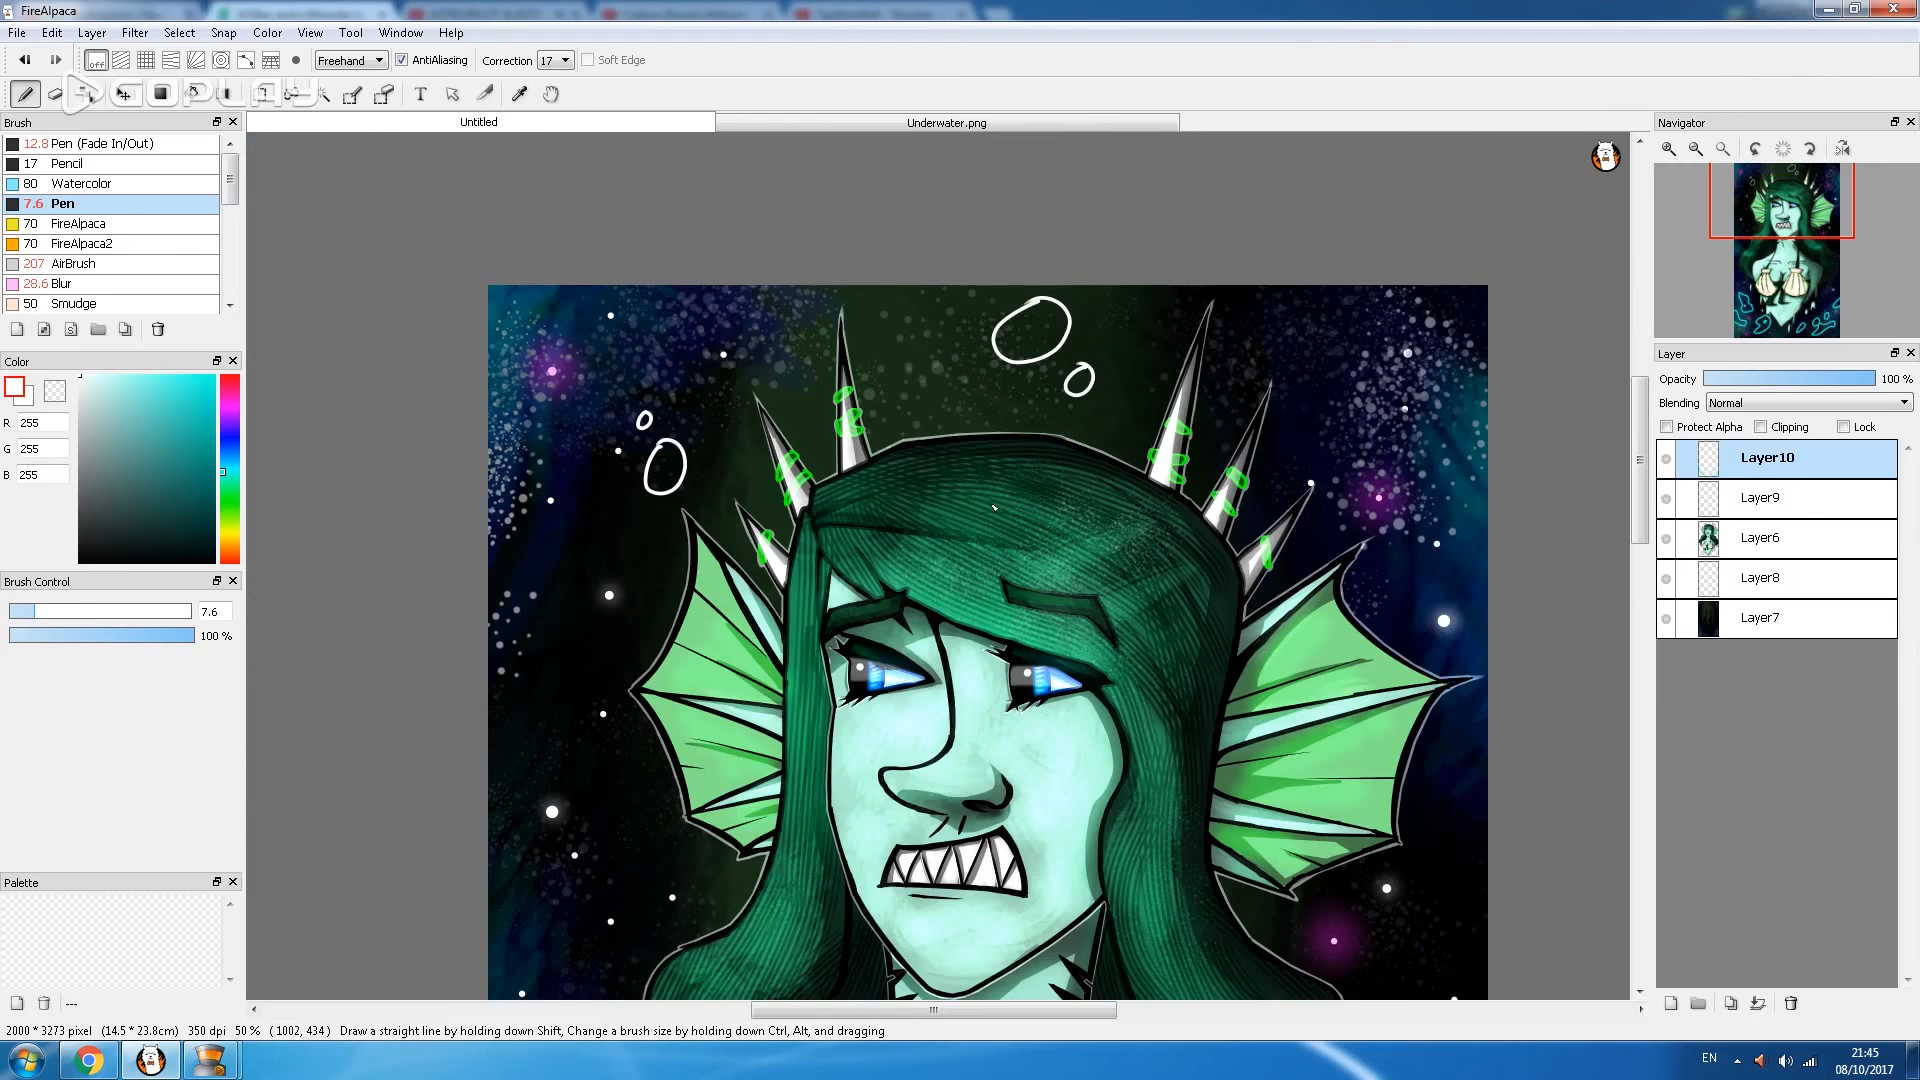 FireAlpaca
File Edit Layer Filter Select Snap Color View Tool Window Help
off Freehand AntiAliasing Correction 17 Soft Edge
GOPLAY
T
Brush
Untitled
Underwater.png
Navigator
12.8 Pen (Fade In/Out)
17 Pencil
80 Watercolor
7.6 Pen
70 FireAlpaca
70 FireAlpaca2
207 AirBrush
28.6 Blur
50 Smudge
S
Color
R 255
G 255
B 255
Brush Control
7.6
100 %
Palette
---
Layer
Opacity 100 %
Blending Normal
Protect Alpha Clipping Lock
Layer10
Layer9
Layer6
Layer8
Layer7
2000 * 3273 pixel (14.5 * 23.8cm) 350 dpi 50 % ( 1002, 434 ) Draw a straight line by holding down Shift, Change a brush size by holding down Ctrl, Alt, and dragging
EN
21:45
08/10/2017